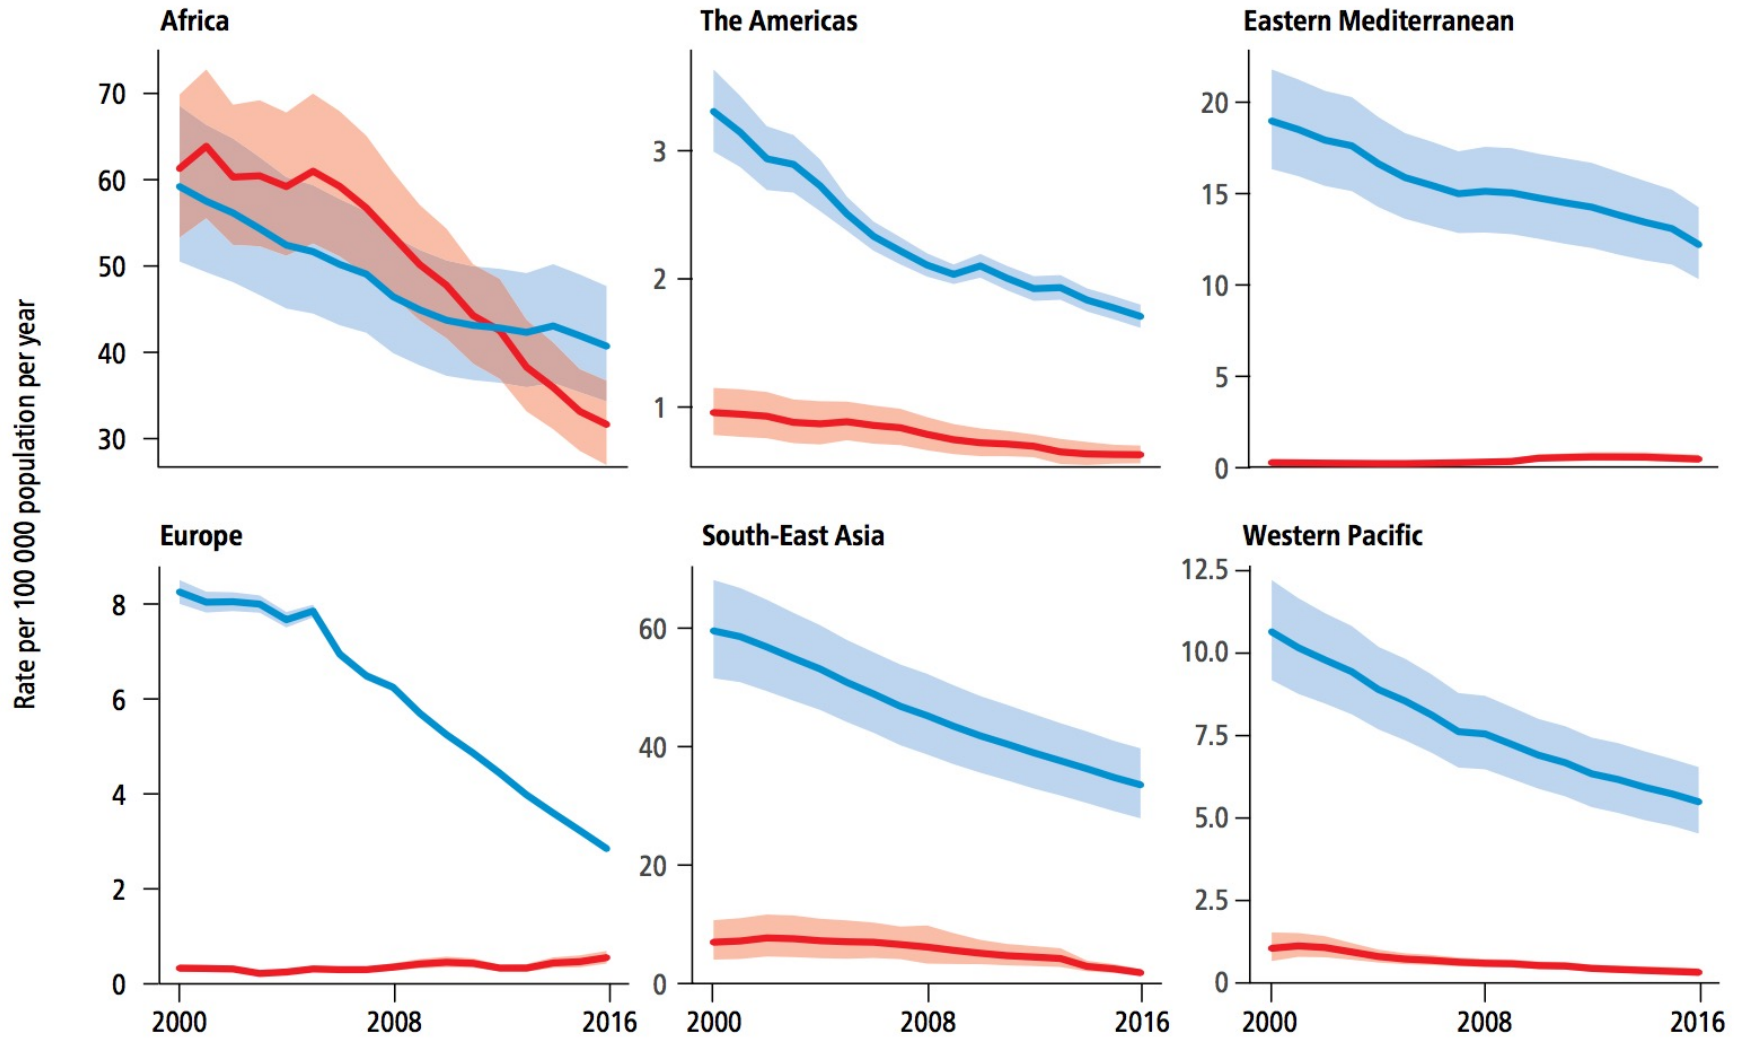 Africa
The Americas
Eastern Mediterranean
70
60
50
40
30
3
2
1
20
15
10
5
0
Rate per 100 000 population per year
Europe
South-East Asia
Western Pacific
8
6
4
2
0
60
40
20
0
12.5
10.0
7.5
5.0
2.5
0
2000 2008 2016
2000 2008 2016
2000 2008 2016